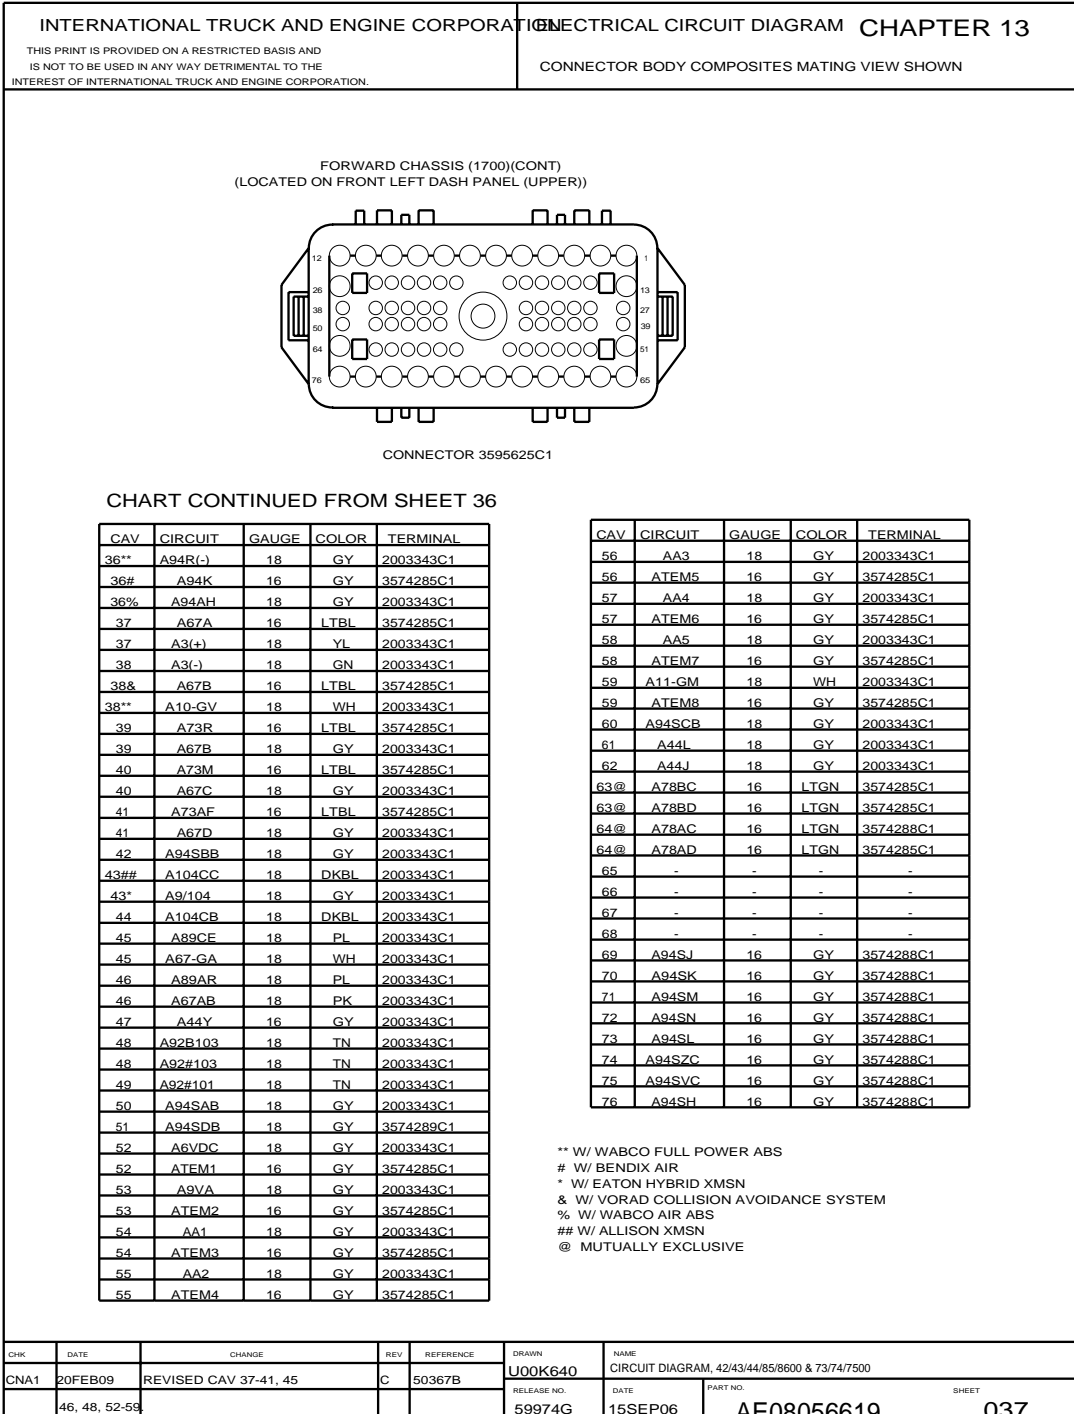 INTERNATIONAL TRUCK AND ENGINE CORPORATION
THIS PRINT IS PROVIDED ON A RESTRICTED BASIS AND
IS NOT TO BE USED IN ANY WAY DETRIMENTAL TO THE
INTEREST OF INTERNATIONAL TRUCK AND ENGINE CORPORATION.
ELECTRICAL CIRCUIT DIAGRAM CHAPTER 13
CONNECTOR BODY COMPOSITES MATING VIEW SHOWN
FORWARD CHASSIS (1700)(CONT)
(LOCATED ON FRONT LEFT DASH PANEL (UPPER))
12 1
26 13
38 27
50 39
64 51
76 65
CONNECTOR 3595625C1
CHART CONTINUED FROM SHEET 36
CAV CIRCUIT GAUGE COLOR TERMINAL
36** A94R(-) 18 GY 2003343C1
36# A94K 16 GY 3574285C1
36% A94AH 18 GY 2003343C1
37 A67A 16 LTBL 3574285C1
37 A3(+) 18 YL 2003343C1
38 A3(-) 18 GN 2003343C1
38& A67B 16 LTBL 3574285C1
38** A10-GV 18 WH 2003343C1
39 A73R 16 LTBL 3574285C1
39 A67B 18 GY 2003343C1
40 A73M 16 LTBL 3574285C1
40 A67C 18 GY 2003343C1
41 A73AF 16 LTBL 3574285C1
41 A67D 18 GY 2003343C1
42 A94SBB 18 GY 2003343C1
43## A104CC 18 DKBL 2003343C1
43* A9/104 18 GY 2003343C1
44 A104CB 18 DKBL 2003343C1
45 A89CE 18 PL 2003343C1
45 A67-GA 18 WH 2003343C1
46 A89AR 18 PL 2003343C1
46 A67AB 18 PK 2003343C1
47 A44Y 16 GY 2003343C1
48 A92B103 18 TN 2003343C1
48 A92#103 18 TN 2003343C1
49 A92#101 18 TN 2003343C1
50 A94SAB 18 GY 2003343C1
51 A94SDB 18 GY 3574289C1
52 A6VDC 18 GY 2003343C1
52 ATEM1 16 GY 3574285C1
53 A9VA 18 GY 2003343C1
53 ATEM2 16 GY 3574285C1
54 AA1 18 GY 2003343C1
54 ATEM3 16 GY 3574285C1
55 AA2 18 GY 2003343C1
55 ATEM4 16 GY 3574285C1
CAV CIRCUIT GAUGE COLOR TERMINAL
56 AA3 18 GY 2003343C1
56 ATEM5 16 GY 3574285C1
57 AA4 18 GY 2003343C1
57 ATEM6 16 GY 3574285C1
58 AA5 18 GY 2003343C1
58 ATEM7 16 GY 3574285C1
59 A11-GM 18 WH 2003343C1
59 ATEM8 16 GY 3574285C1
60 A94SCB 18 GY 2003343C1
61 A44L 18 GY 2003343C1
62 A44J 18 GY 2003343C1
63@ A78BC 16 LTGN 3574285C1
63@ A78BD 16 LTGN 3574285C1
64@ A78AC 16 LTGN 3574288C1
64@ A78AD 16 LTGN 3574285C1
65 - - - -
66 - - - -
67 - - - -
68 - - - -
69 A94SJ 16 GY 3574288C1
70 A94SK 16 GY 3574288C1
71 A94SM 16 GY 3574288C1
72 A94SN 16 GY 3574288C1
73 A94SL 16 GY 3574288C1
74 A94SZC 16 GY 3574288C1
75 A94SVC 16 GY 3574288C1
76 A94SH 16 GY 3574288C1
** W/ WABCO FULL POWER ABS
# W/ BENDIX AIR
* W/ EATON HYBRID XMSN
& W/ VORAD COLLISION AVOIDANCE SYSTEM
% W/ WABCO AIR ABS
## W/ ALLISON XMSN
@ MUTUALLY EXCLUSIVE
CHK DATE CHANGE REV REFERENCE
CNA1 20FEB09 REVISED CAV 37-41, 45 C 50367B
46, 48, 52-59.
DRAWN
U00K640
NAME
CIRCUIT DIAGRAM, 42/43/44/85/8600 & 73/74/7500
RELEASE NO.
59974G
DATE
15SEP06
PART NO.
AE08056619
SHEET
037